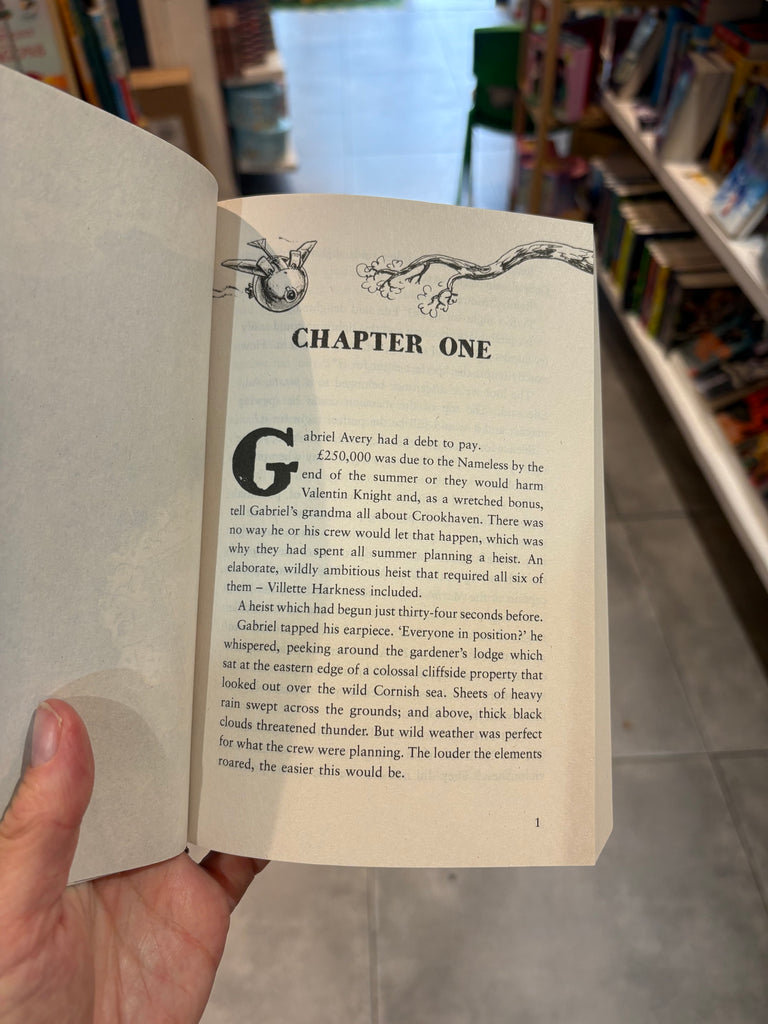 CHAPTER ONE
Gabriel Avery had a debt to pay.
£250,000 was due to the Nameless by the
end of the summer or they would harm
Valentin Knight and, as a wretched bonus,
tell Gabriel’s grandma all about Crookhaven. There was
no way he or his crew would let that happen, which was
why they had spent all summer planning a heist. An
elaborate, wildly ambitious heist that required all six of
them – Villette Harkness included.
A heist which had begun just thirty-four seconds before.
Gabriel tapped his earpiece. ‘Everyone in position?’ he
whispered, peeking around the gardener’s lodge which
sat at the eastern edge of a colossal cliffside property that
looked out over the wild Cornish sea. Sheets of heavy
rain swept across the grounds; and above, thick black
clouds threatened thunder. But wild weather was perfect
for what the crew were planning. The louder the elements
roared, the easier this would be.
1